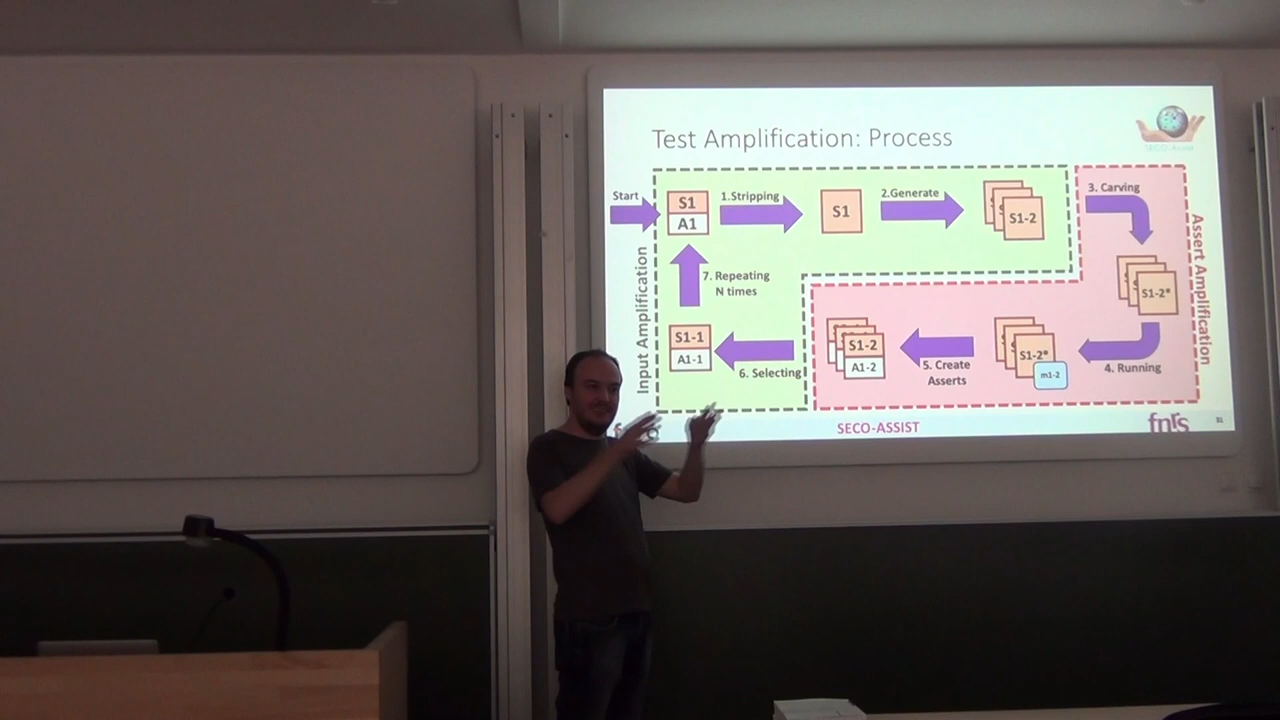 Test Amplification: Process
SECO-Assist
Start
S1
A1
1.Stripping
S1
2.Generate
S1-2
3. Carving
Assert Amplification
Input Amplification
7. Repeating
N times
S1-2*
S1-1
A1-1
6. Selecting
S1-2
A1-2
5. Create
Asserts
S1-2*
m1-2
4. Running
SECO-ASSIST
fnrs